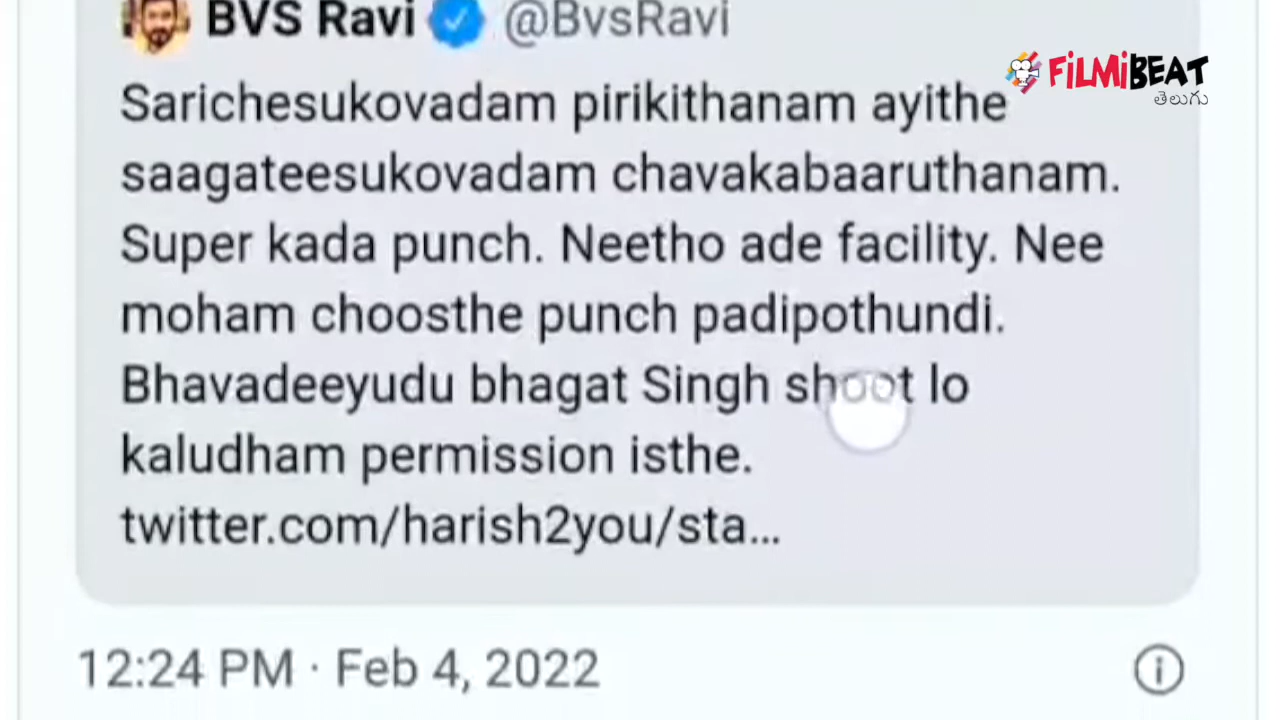 BVS Ravi @BvsRavi
FiLMiBEAT
తెలుగు
Sarichesukovadam pirikithanam ayithe
saagateesukovadam chavakabaaruthanam.
Super kada punch. Neetho ade facility. Nee
moham choosthe punch padipothundi.
Bhavadeeyudu bhagat Singh shoot lo
kaludham permission isthe.
twitter.com/harish2you/sta...
12:24 PM · Feb 4, 2022